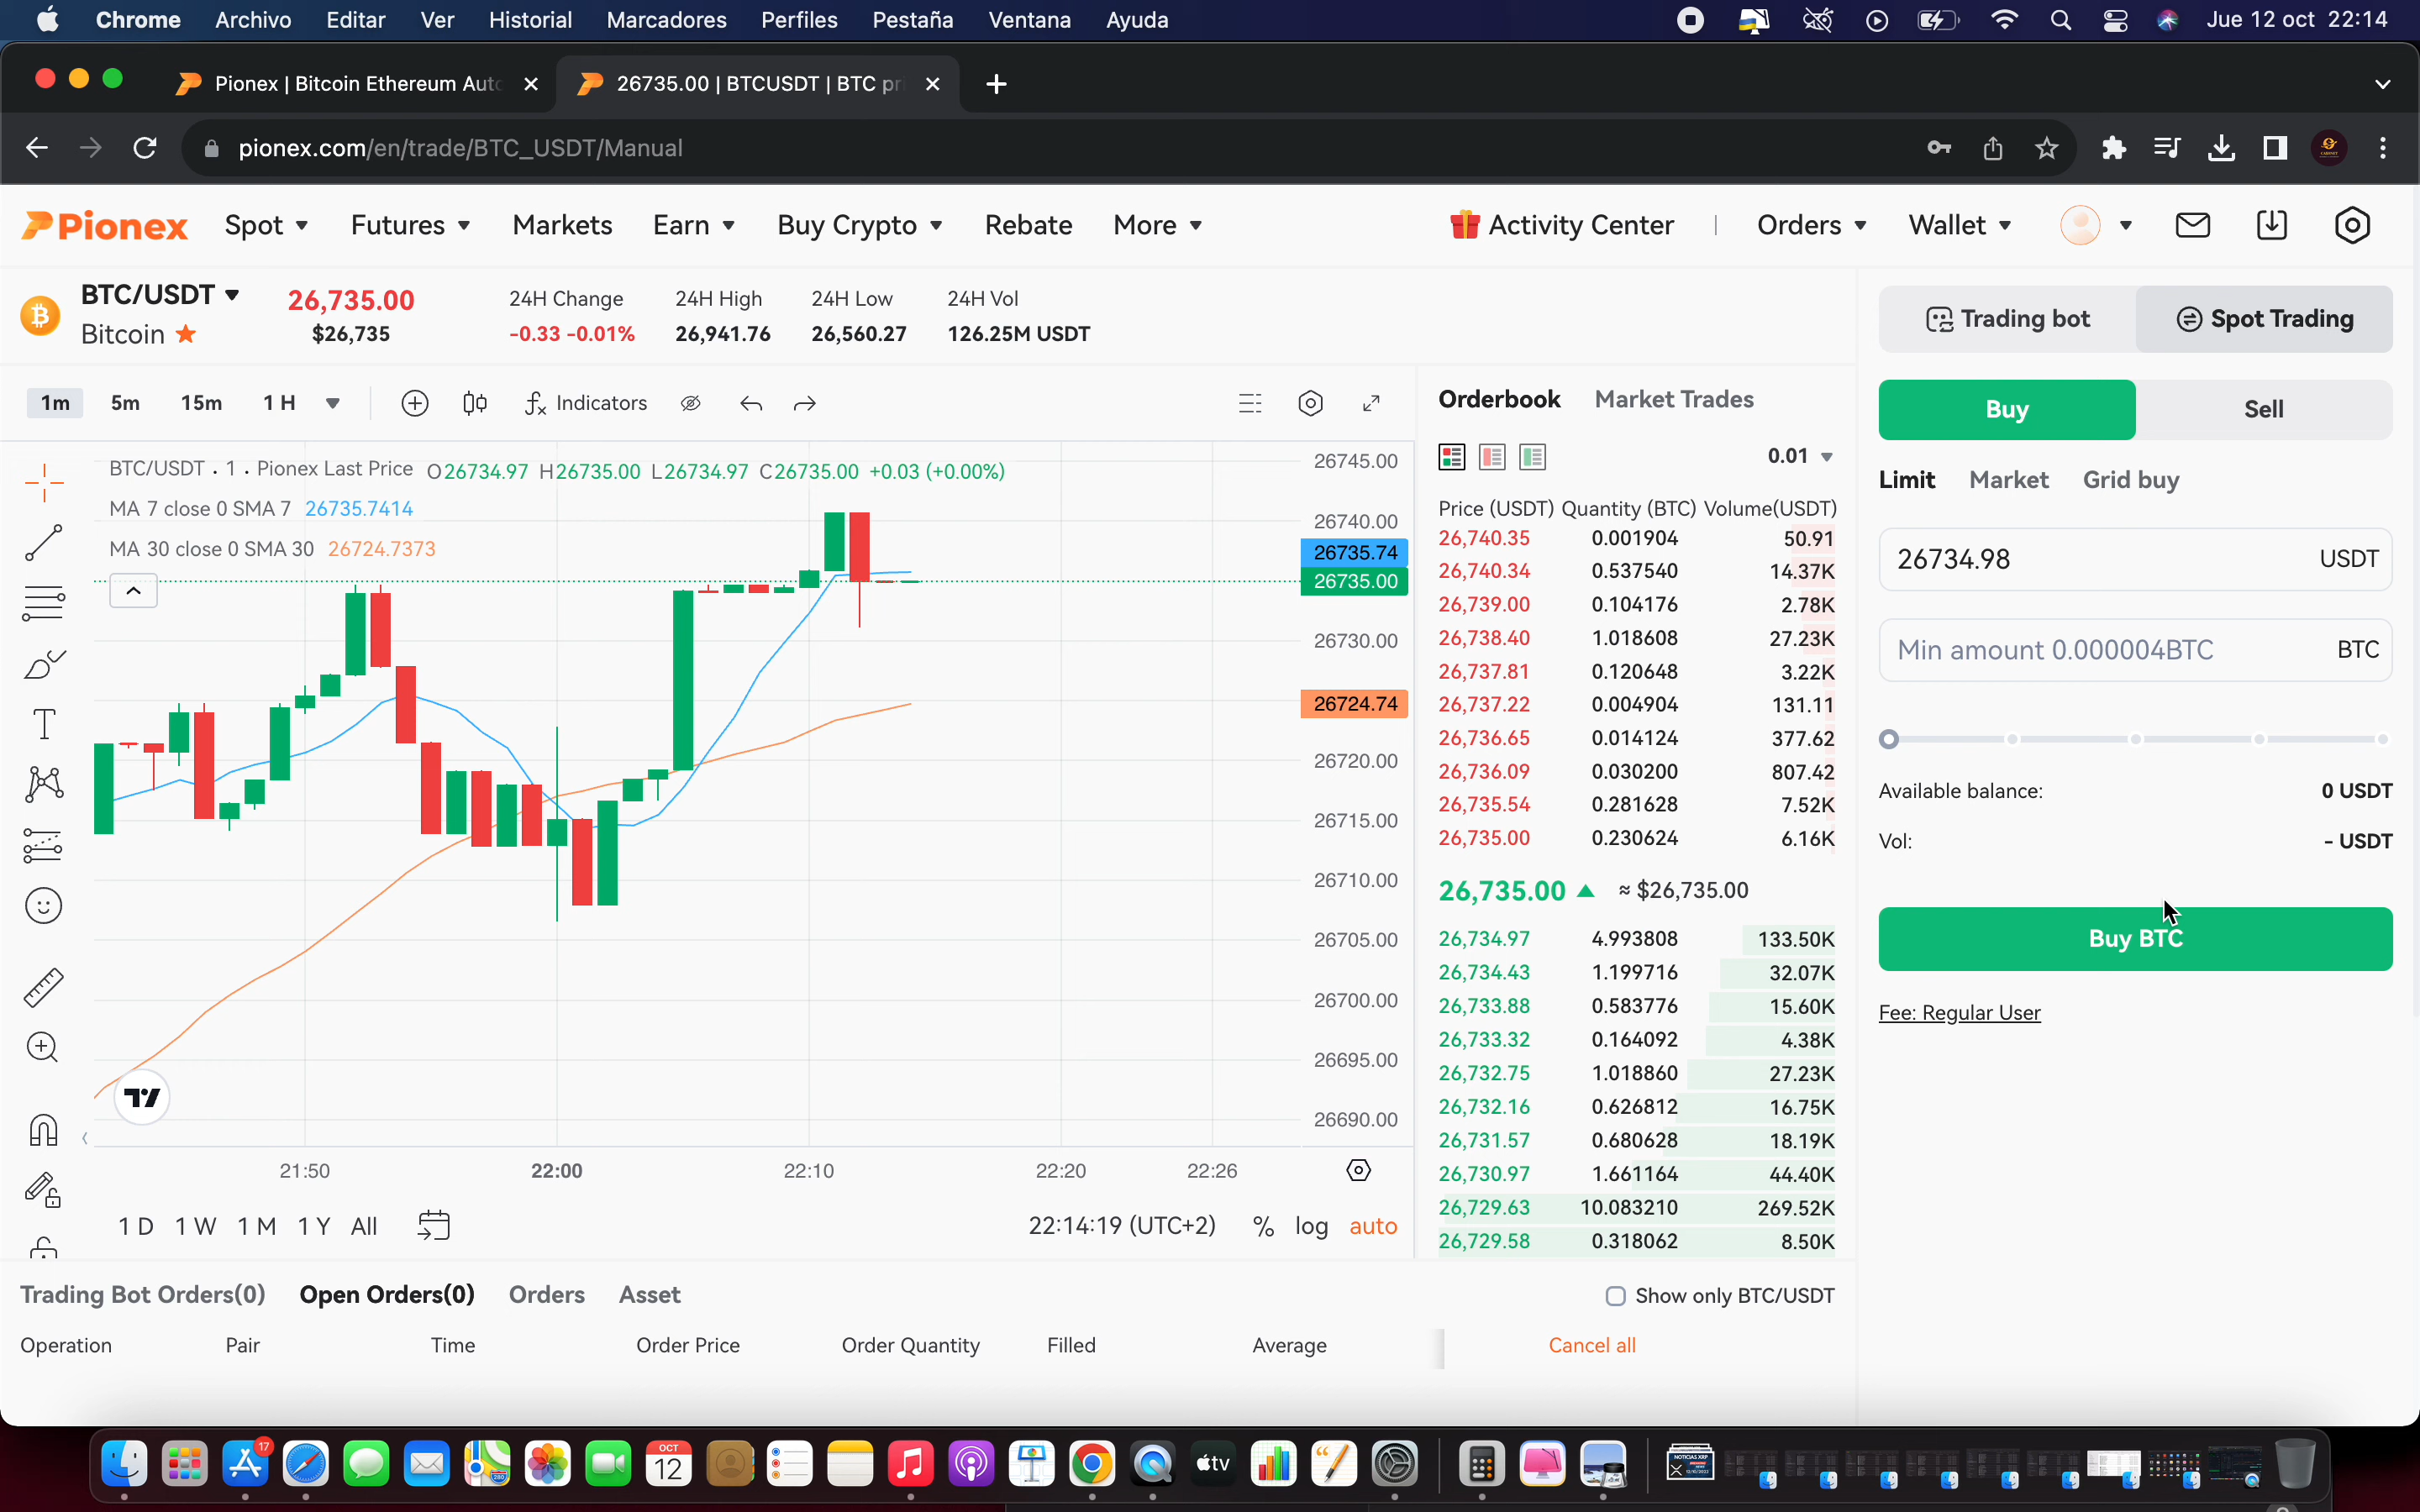 Chrome Archivo Editar Ver Historial Marcadores Perfiles Pestaña Ventana Ayuda Jue 12 oct 22:14
Pionex | Bitcoin Ethereum Auto
26735.00 | BTCUSDT | BTC pri
pionex.com/en/trade/BTC_USDT/Manual
Pionex Spot Futures Markets Earn Buy Crypto Rebate More Activity Center | Orders Wallet
BTC/USDT 26,735.00 24H Change 24H High 24H Low 24H Vol
Bitcoin $26,735 -0.33 -0.01% 26,941.76 26,560.27 126.25M USDT
Trading bot Spot Trading
1m 5m 15m 1 H Indicators
BTC/USDT · 1 · Pionex Last Price O26734.97 H26735.00 L26734.97 C26735.00 +0.03 (+0.00%)
MA 7 close 0 SMA 7 26735.7414
MA 30 close 0 SMA 30 26724.7373
26745.00
26740.00
26735.74
26735.00
26730.00
26724.74
26720.00
26715.00
26710.00
26705.00
26700.00
26695.00
26690.00
21:50 22:00 22:10 22:20 22:26
1 D 1 W 1 M 1 Y All 22:14:19 (UTC+2) % log auto
Orderbook Market Trades
0.01
Price (USDT) Quantity (BTC) Volume(USDT)
26,740.35 0.001904 50.91
26,740.34 0.537540 14.37K
26,739.00 0.104176 2.78K
26,738.40 1.018608 27.23K
26,737.81 0.120648 3.22K
26,737.22 0.004904 131.11
26,736.65 0.014124 377.62
26,736.09 0.030200 807.42
26,735.54 0.281628 7.52K
26,735.00 0.230624 6.16K
26,735.00 ≈ $26,735.00
26,734.97 4.993808 133.50K
26,734.43 1.199716 32.07K
26,733.88 0.583776 15.60K
26,733.32 0.164092 4.38K
26,732.75 1.018860 27.23K
26,732.16 0.626812 16.75K
26,731.57 0.680628 18.19K
26,730.97 1.661164 44.40K
26,729.63 10.083210 269.52K
26,729.58 0.318062 8.50K
Buy Sell
Limit Market Grid buy
26734.98 USDT
Min amount 0.000004BTC BTC
Available balance: 0 USDT
Vol: - USDT
Buy BTC
Fee: Regular User
Trading Bot Orders(0) Open Orders(0) Orders Asset Show only BTC/USDT
Operation Pair Time Order Price Order Quantity Filled Average Cancel all
17
OCT
12
tv
NOTICIAS XRP